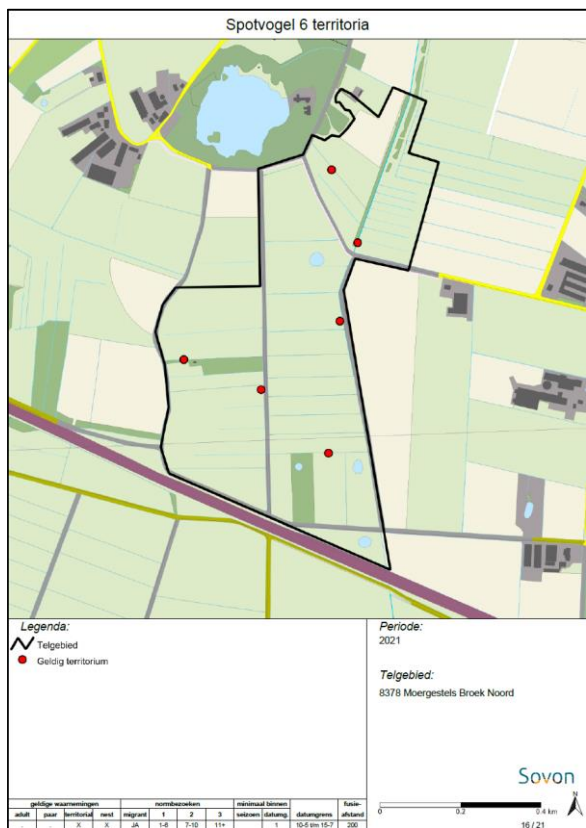 Spotvogel 6 territoria
Legenda:
Telgebied
Geldig territorium
Periode:
2021
Telgebied:
8378 Moergestels Broek Noord
Sovon
0 0.2 0.4 km
N
16 / 21
geldige waarnemingen normbezoeken minimaal binnen fusie-
adult paar territoriaal nest migrant 1 2 3 seizoen datumg. datumgrens afstand
. . X X JA 1-6 7-10 11+ 1 10-5 t/m 15-7 200